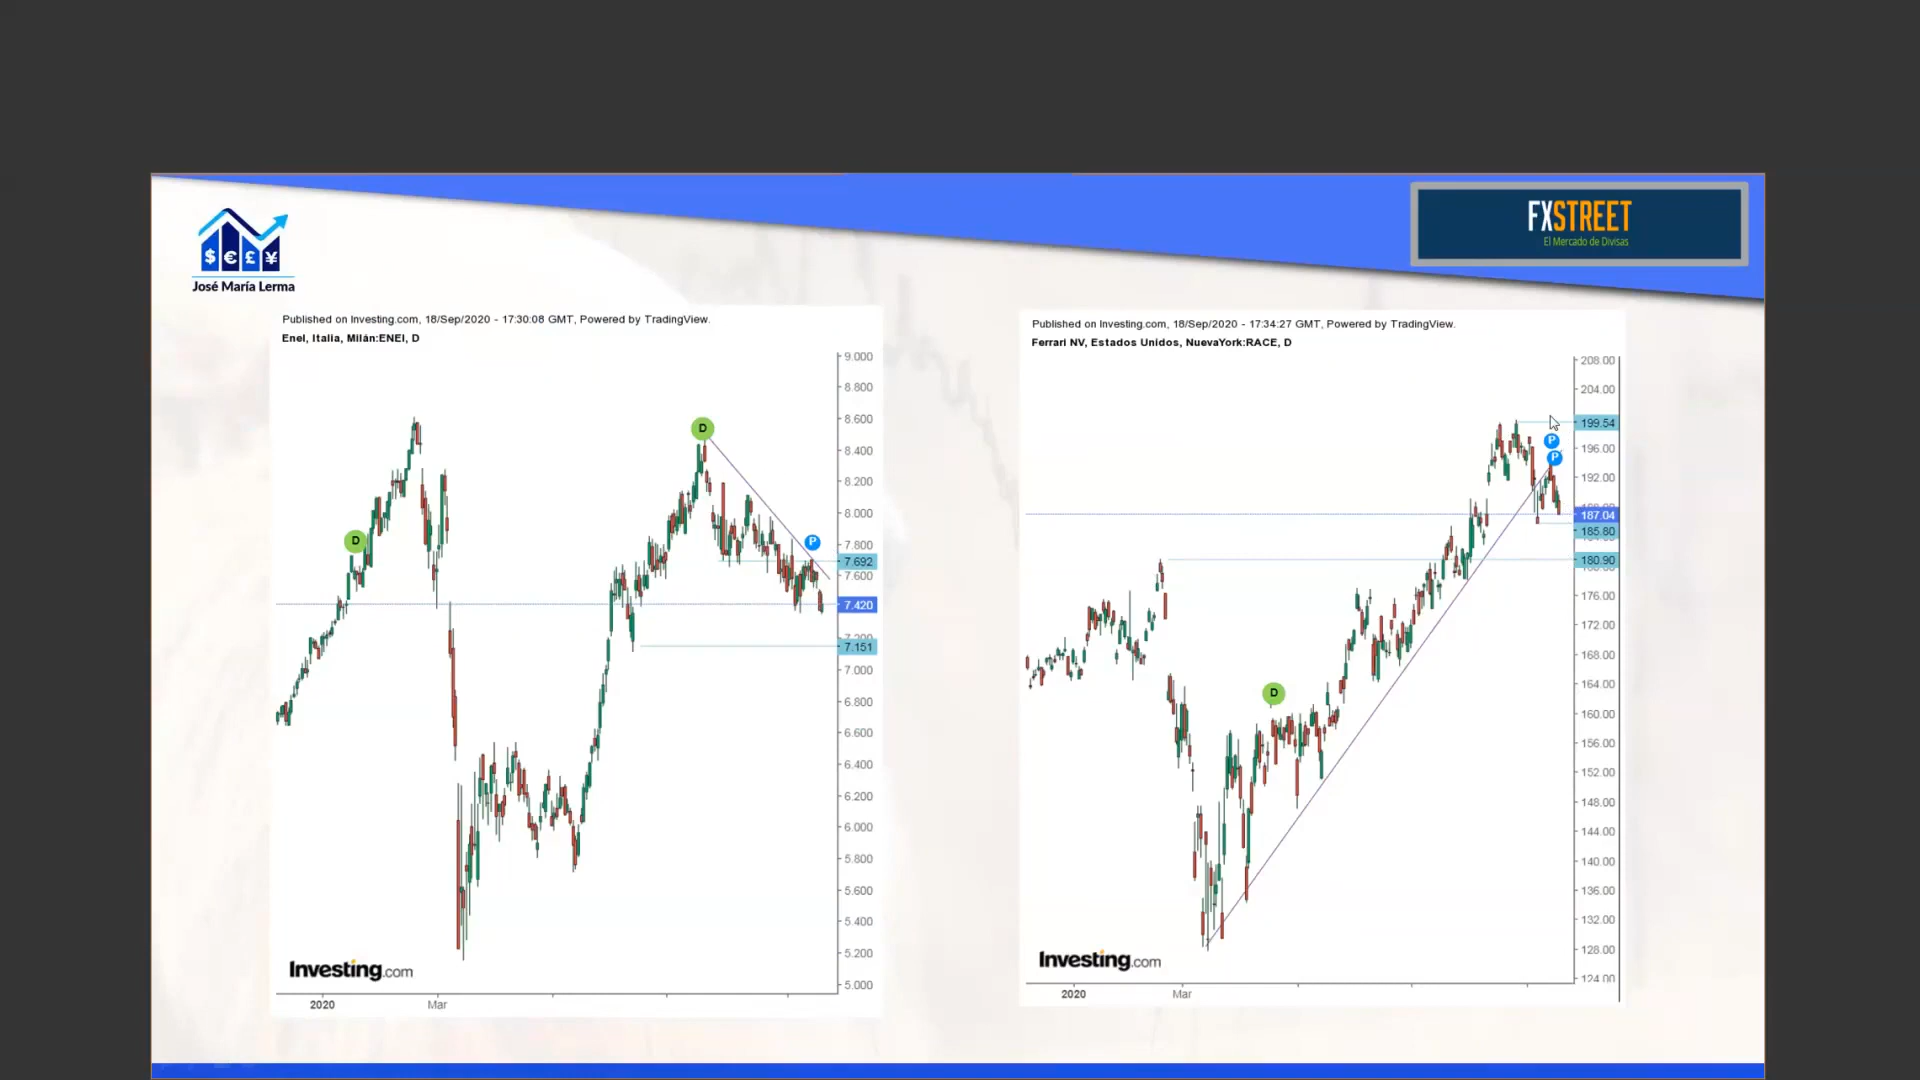 FXSTREET
El Mercado de Divisas
$ € £ ¥
José María Lerma
Published on Investing.com, 18/Sep/2020 - 17:30:08 GMT, Powered by TradingView.
Enel, Italia, Milán:ENEI, D
9.000
8.800
8.600
8.400
8.200
8.000
7.800
7.692
7.600
7.420
7.200
7.151
7.000
6.800
6.600
6.400
6.200
6.000
5.800
5.600
5.400
5.200
5.000
D
D
P
Investing.com
2020 Mar
Published on Investing.com, 18/Sep/2020 - 17:34:27 GMT, Powered by TradingView.
Ferrari NV, Estados Unidos, NuevaYork:RACE, D
208.00
204.00
199.54
196.00
192.00
187.04
185.80
180.90
176.00
172.00
168.00
164.00
160.00
156.00
152.00
148.00
144.00
140.00
136.00
132.00
128.00
124.00
P
P
D
Investing.com
2020 Mar